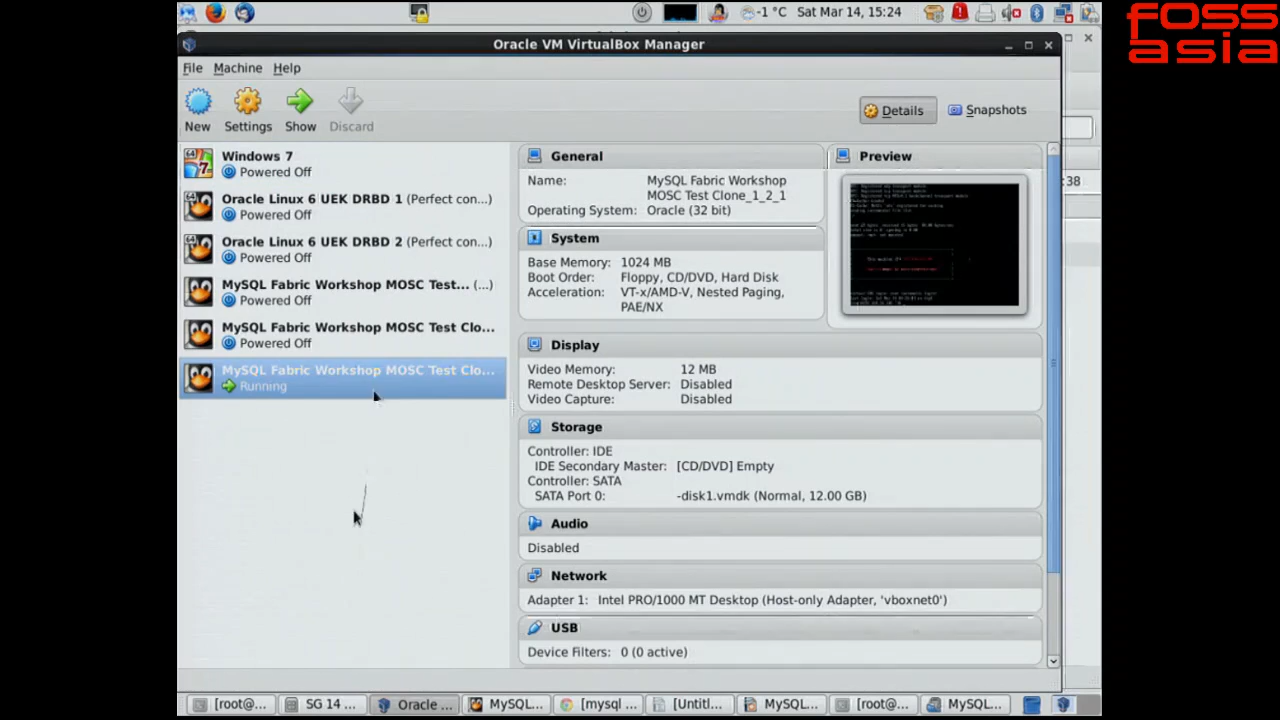 -1 °C Sat Mar 14, 15:24
FOSS
ASIA
Oracle VM VirtualBox Manager
File Machine Help
New Settings Show Discard
Details Snapshots
Windows 7
Powered Off
Oracle Linux 6 UEK DRBD 1 (Perfect con...)
Powered Off
Oracle Linux 6 UEK DRBD 2 (Perfect con...)
Powered Off
MySQL Fabric Workshop MOSC Test... (...)
Powered Off
MySQL Fabric Workshop MOSC Test Clo...
Powered Off
MySQL Fabric Workshop MOSC Test Clo...
Running
General
Name: MySQL Fabric Workshop
MOSC Test Clone_1_2_1
Operating System: Oracle (32 bit)
System
Base Memory: 1024 MB
Boot Order: Floppy, CD/DVD, Hard Disk
Acceleration: VT-x/AMD-V, Nested Paging,
PAE/NX
Preview
:38
Display
Video Memory: 12 MB
Remote Desktop Server: Disabled
Video Capture: Disabled
Storage
Controller: IDE
IDE Secondary Master: [CD/DVD] Empty
Controller: SATA
SATA Port 0: -disk1.vmdk (Normal, 12.00 GB)
Audio
Disabled
Network
Adapter 1: Intel PRO/1000 MT Desktop (Host-only Adapter, 'vboxnet0')
USB
Device Filters: 0 (0 active)
[root@... SG 14 ... Oracle ... MySQL... [mysql ... [Untitl... MySQL... [root@... MySQL...